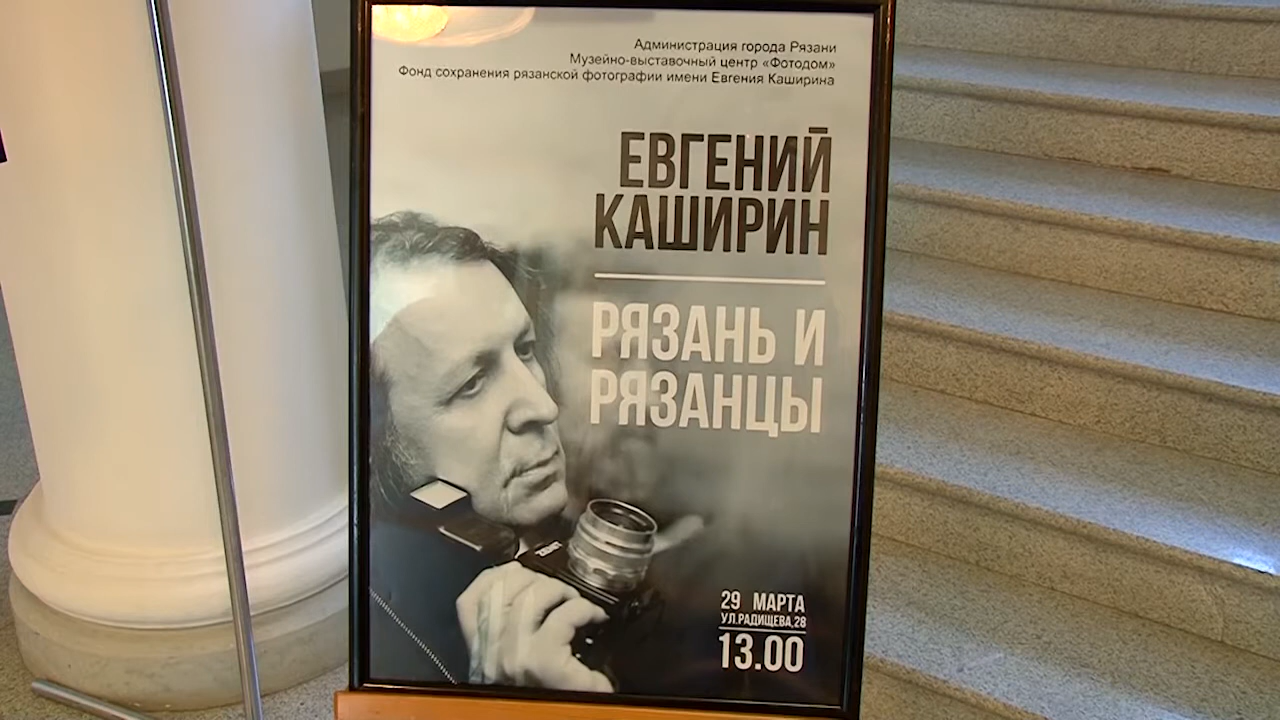 Администрация города Рязани
Музейно-выставочный центр «Фотодом»
Фонд сохранения рязанской фотографии имени Евгения Каширина
ЕВГЕНИЙ
КАШИРИН
РЯЗАНЬ И
РЯЗАНЦЫ
ZENIT
29 МАРТА
УЛ.РАДИЩЕВА,28
13.00